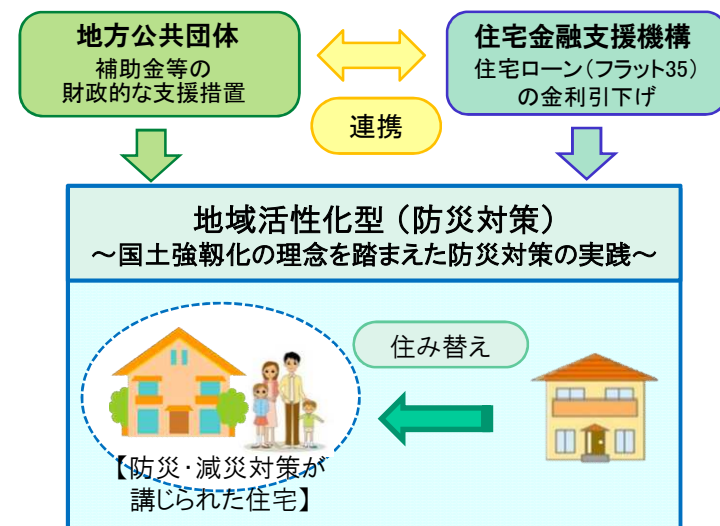 地方公共団体
補助金等の
財政的な支援措置
住宅金融支援機構
住宅ローン（フラット35）
の金利引下げ
連携
地域活性化型（防災対策）
～国土強靱化の理念を踏まえた防災対策の実践～
住み替え
【防災・減災対策が
講じられた住宅】